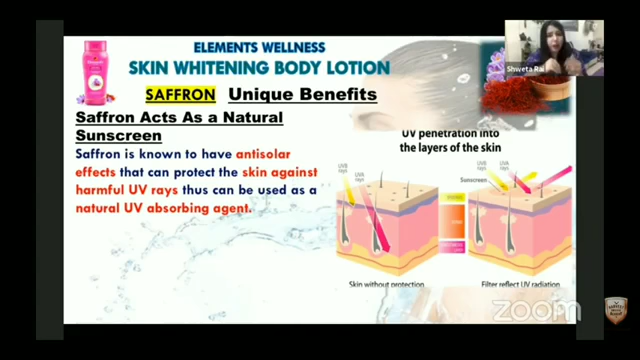 ELEMENTS WELLNESS
SKIN WHITENING BODY LOTION
SAFFRON Unique Benefits
Saffron Acts As a Natural
Sunscreen
Saffron is known to have antisolar
effects that can protect the skin against
harmful UV rays thus can be used as a
natural UV absorbing agent.
Shweta Rai
UV penetration into
the layers of the skin
UVB
rays
UVA
rays
UVB
rays
UVA
rays
Sunscreen
Skin without protection
Filter reflect UV radiation
zoom